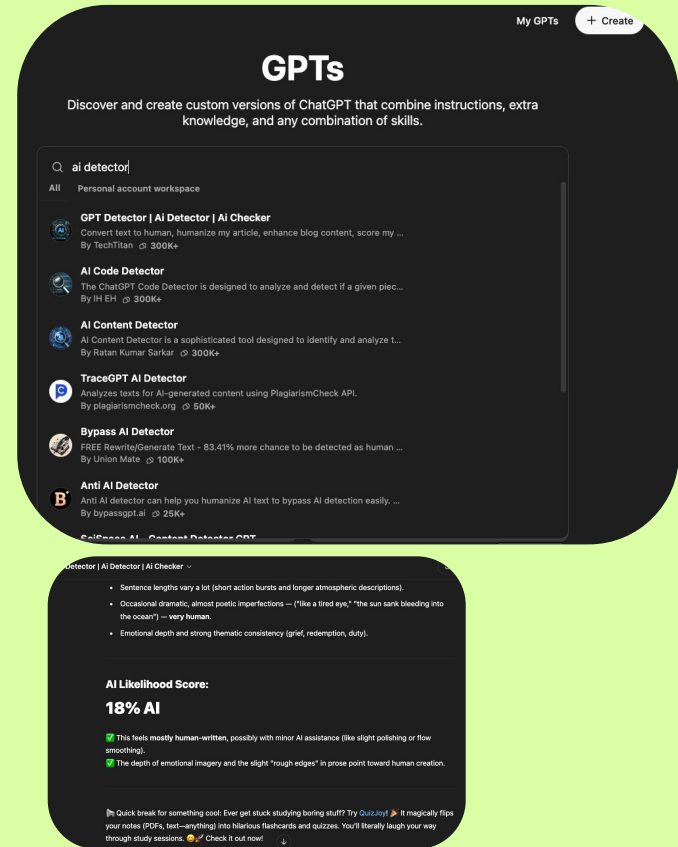 My GPTs
+ Create
GPTs
Discover and create custom versions of ChatGPT that combine instructions, extra
knowledge, and any combination of skills.
ai detector
All Personal account workspace
GPT Detector | Ai Detector | Ai Checker
Convert text to human, humanize my article, enhance blog content, score my ...
By TechTitan 300K+
AI Code Detector
The ChatGPT Code Detector is designed to analyze and detect if a given piec...
By IH EH 300K+
AI Content Detector
AI Content Detector is a sophisticated tool designed to identify and analyze t...
By Ratan Kumar Sarkar 300K+
TraceGPT AI Detector
Analyzes texts for AI-generated content using PlagiarismCheck API.
By plagiarismcheck.org 50K+
Bypass AI Detector
FREE Rewrite/Generate Text - 83.41% more chance to be detected as human ...
By Union Mate 100K+
Anti AI Detector
Anti AI detector can help you humanize AI text to bypass AI detection easily. ...
By bypassgpt.ai 25K+
SciSpace AI - Content Detector GPT
Detector | Ai Detector | Ai Checker
• Sentence lengths vary a lot (short action bursts and longer atmospheric descriptions).
• Occasional dramatic, almost poetic imperfections — ("like a tired eye," "the sun sank bleeding into
the ocean") — very human.
• Emotional depth and strong thematic consistency (grief, redemption, duty).
AI Likelihood Score:
18% AI
✅ This feels mostly human-written, possibly with minor AI assistance (like slight polishing or flow
smoothing).
✅ The depth of emotional imagery and the slight "rough edges" in prose point toward human creation.
Quick break for something cool: Ever get stuck studying boring stuff? Try QuizJoy! 🎉 It magically flips
your notes (PDFs, text—anything) into hilarious flashcards and quizzes. You'll literally laugh your way
through study sessions. 😄🚀 Check it out now!